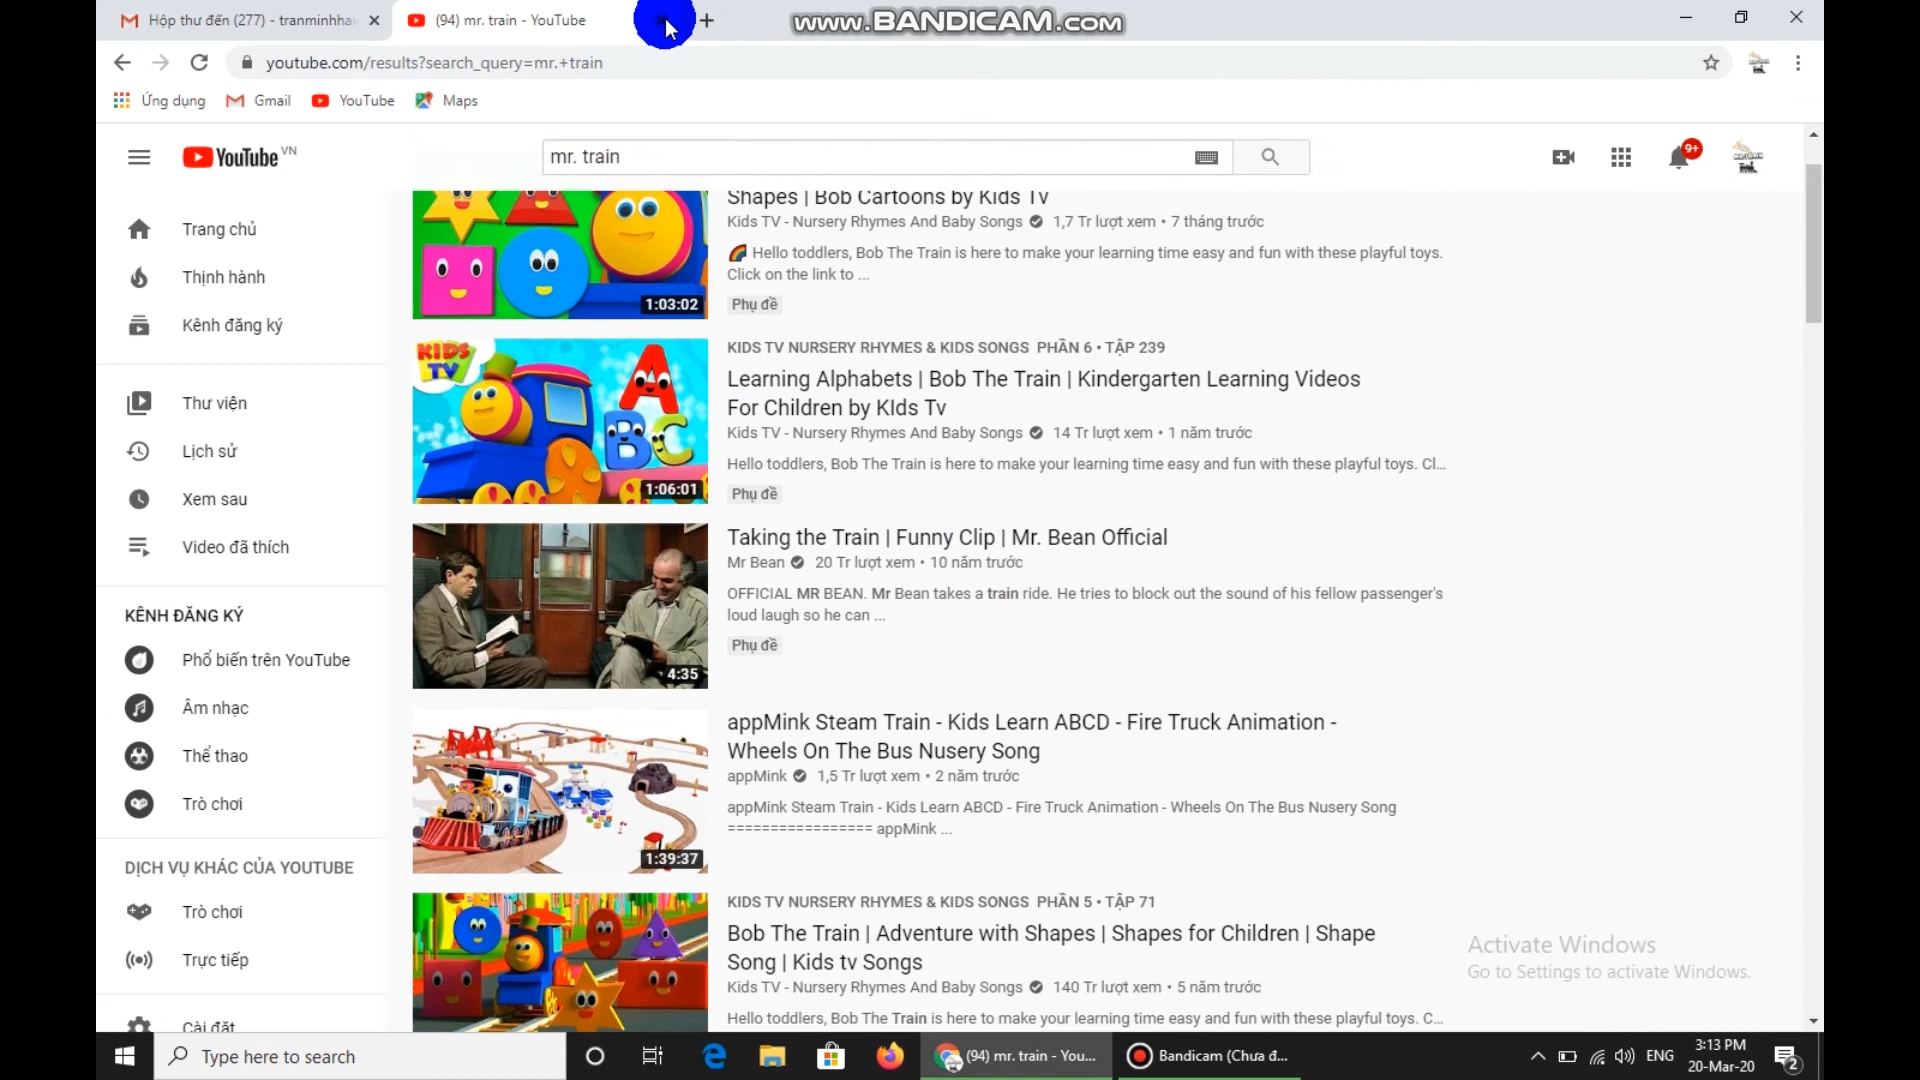 Hộp thư đến (277) - tranminhhai
(94) mr. train - YouTube
www.BANDICAM.com
youtube.com/results?search_query=mr.+train
Ứng dụng
Gmail
YouTube
Maps
YouTube VN
mr. train
9+
Trang chủ
Thịnh hành
Kênh đăng ký
Thư viện
Lịch sử
Xem sau
Video đã thích
KÊNH ĐĂNG KÝ
Phổ biến trên YouTube
Âm nhạc
Thể thao
Trò chơi
DỊCH VỤ KHÁC CỦA YOUTUBE
Trò chơi
Trực tiếp
Cài đặt
1:03:02
Shapes | Bob Cartoons by Kids Tv
Kids TV - Nursery Rhymes And Baby Songs 1,7 Tr lượt xem • 7 tháng trước
Hello toddlers, Bob The Train is here to make your learning time easy and fun with these playful toys.
Click on the link to ...
Phụ đề
KIDS TV
A
B C
1:06:01
KIDS TV NURSERY RHYMES & KIDS SONGS PHẦN 6 • TẬP 239
Learning Alphabets | Bob The Train | Kindergarten Learning Videos
For Children by KIds Tv
Kids TV - Nursery Rhymes And Baby Songs 14 Tr lượt xem • 1 năm trước
Hello toddlers, Bob The Train is here to make your learning time easy and fun with these playful toys. Cl...
Phụ đề
4:35
Taking the Train | Funny Clip | Mr. Bean Official
Mr Bean 20 Tr lượt xem • 10 năm trước
OFFICIAL MR BEAN. Mr Bean takes a train ride. He tries to block out the sound of his fellow passenger's
loud laugh so he can ...
Phụ đề
1:39:37
appMink Steam Train - Kids Learn ABCD - Fire Truck Animation -
Wheels On The Bus Nusery Song
appMink 1,5 Tr lượt xem • 2 năm trước
appMink Steam Train - Kids Learn ABCD - Fire Truck Animation - Wheels On The Bus Nusery Song
================= appMink ...
KIDS TV NURSERY RHYMES & KIDS SONGS PHẦN 5 • TẬP 71
Bob The Train | Adventure with Shapes | Shapes for Children | Shape
Song | Kids tv Songs
Kids TV - Nursery Rhymes And Baby Songs 140 Tr lượt xem • 5 năm trước
Hello toddlers, Bob The Train is here to make your learning time easy and fun with these playful toys. C...
Activate Windows
Go to Settings to activate Windows.
Type here to search
(94) mr. train - You...
Bandicam (Chưa đ...
ENG
3:13 PM
20-Mar-20
2